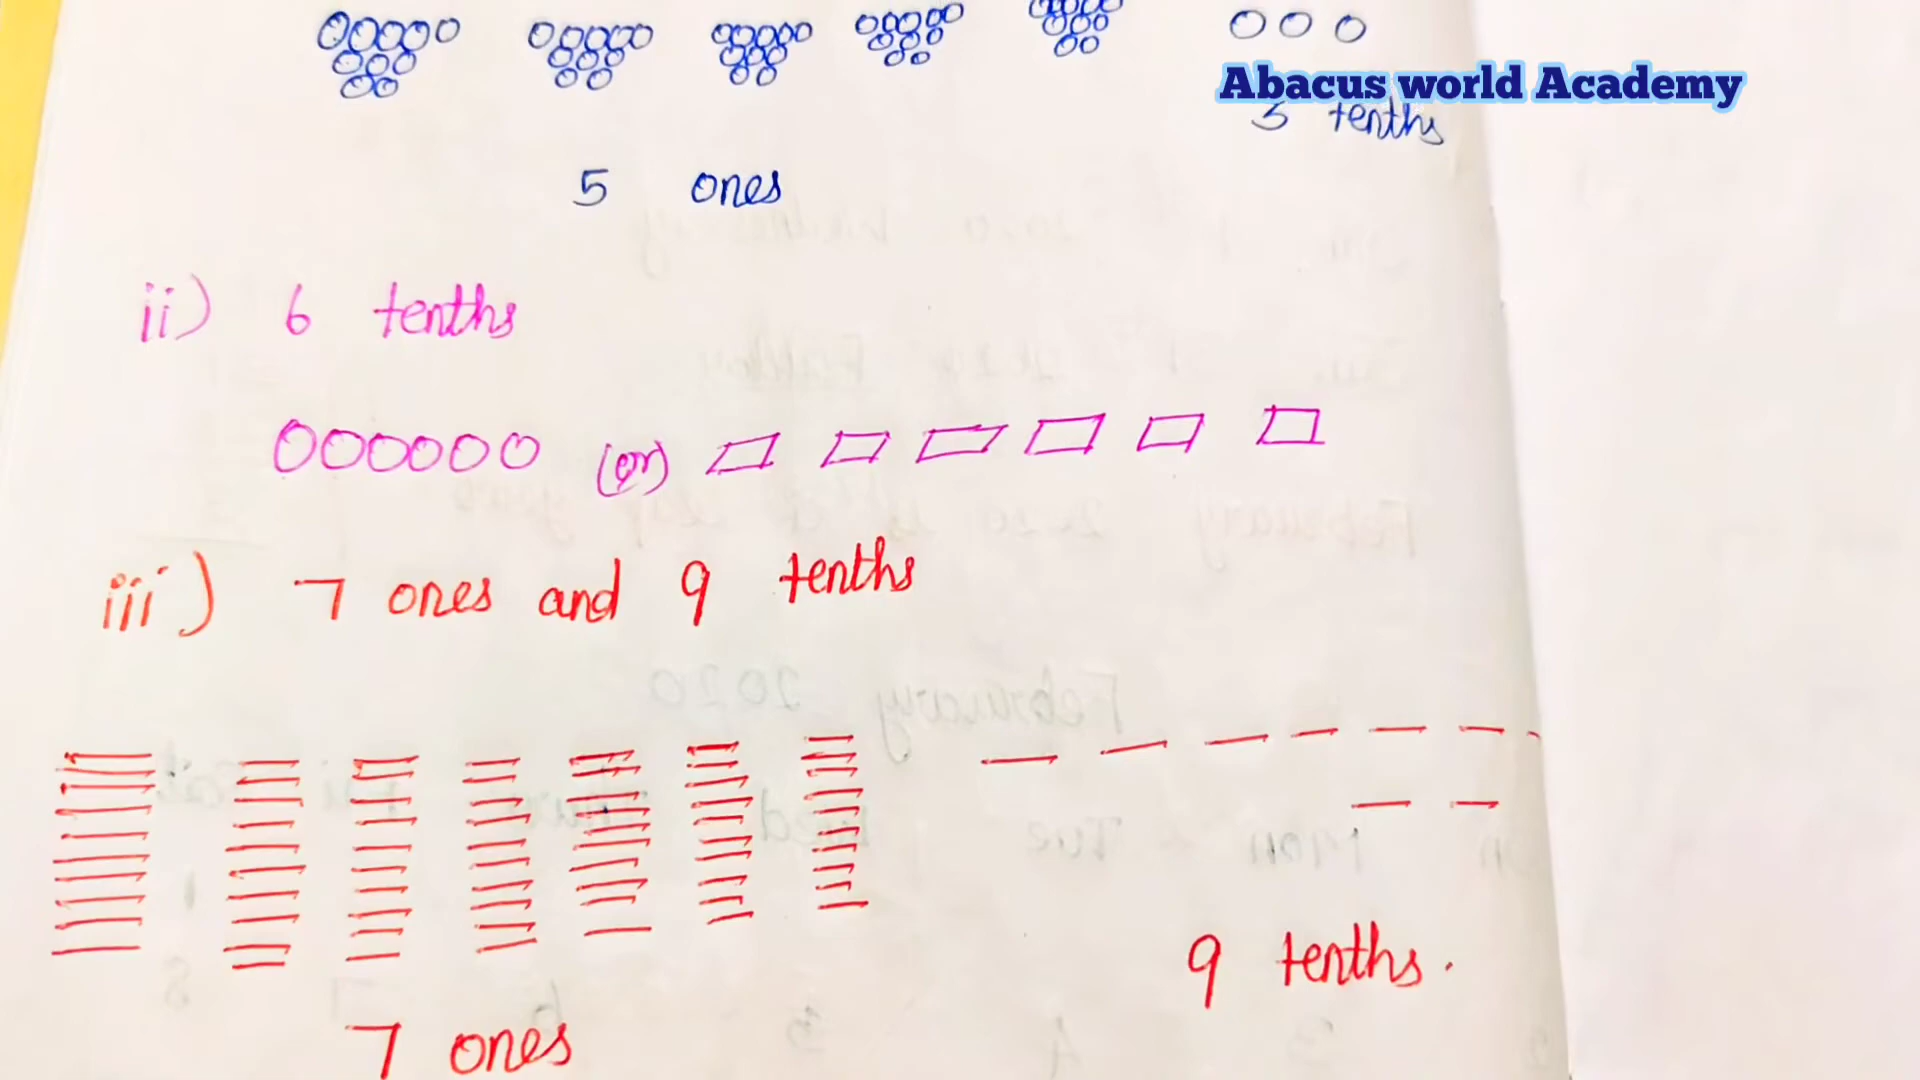 Abacus world Academy
3 tenths
5 ones
ii) 6 tenths
(or)
iii) 7 ones and 9 tenths
9 tenths.
7 ones